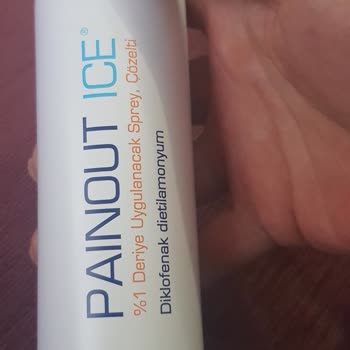 PAINOUT ICE®
%1 Deriye Uygulanacak Sprey, Çözelti
Diklofenak dietilamonyum